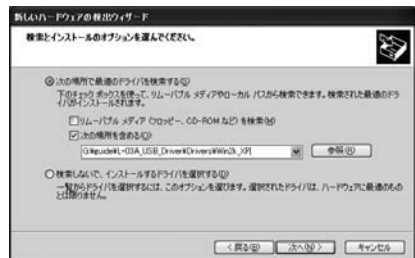 新しいハードウェアの検出ウィザード
検索とインストールのオプションを選んでください。
次の場所で最適のドライバを検索する(S)
下のチェック ボックスを使って、リムーバブル メディアやローカル パスから検索できます。検索された最適のドラ
イバがインストールされます。
リムーバブル メディア (フロッピー、CD-ROM など) を検索(M)
次の場所を含める(O):
G:¥guide¥L-03A_USB_Driver¥Drivers¥Win2k_XP
参照(R)
検索しないで、インストールするドライバを選択する(D)
一覧からドライバを選択するには、このオプションを選びます。選択されたドライバは、ハードウェアに最適のもの
とは限りません。
< 戻る(B)
次へ(N) >
キャンセル